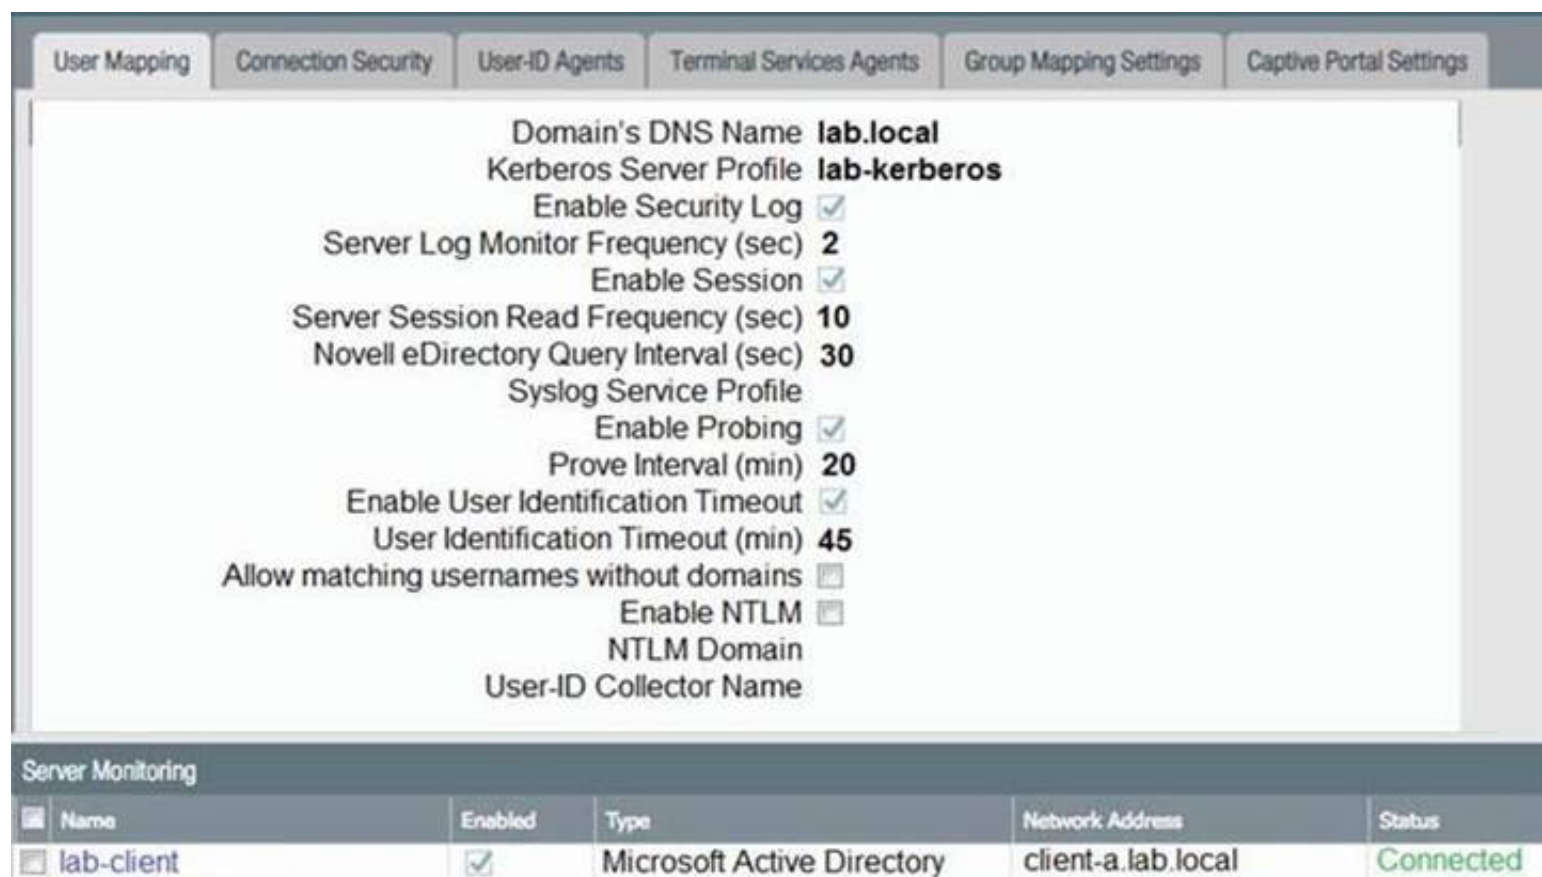 User Mapping Connection Security User-ID Agents Terminal Services Agents Group Mapping Settings Captive Portal Settings
Domain's DNS Name lab.local
Kerberos Server Profile lab-kerberos
Enable Security Log
Server Log Monitor Frequency (sec) 2
Enable Session
Server Session Read Frequency (sec) 10
Novell eDirectory Query Interval (sec) 30
Syslog Service Profile
Enable Probing
Prove Interval (min) 20
Enable User Identification Timeout
User Identification Timeout (min) 45
Allow matching usernames without domains
Enable NTLM
NTLM Domain
User-ID Collector Name
Server Monitoring
Name Enabled Type Network Address Status
lab-client Microsoft Active Directory client-a.lab.local Connected